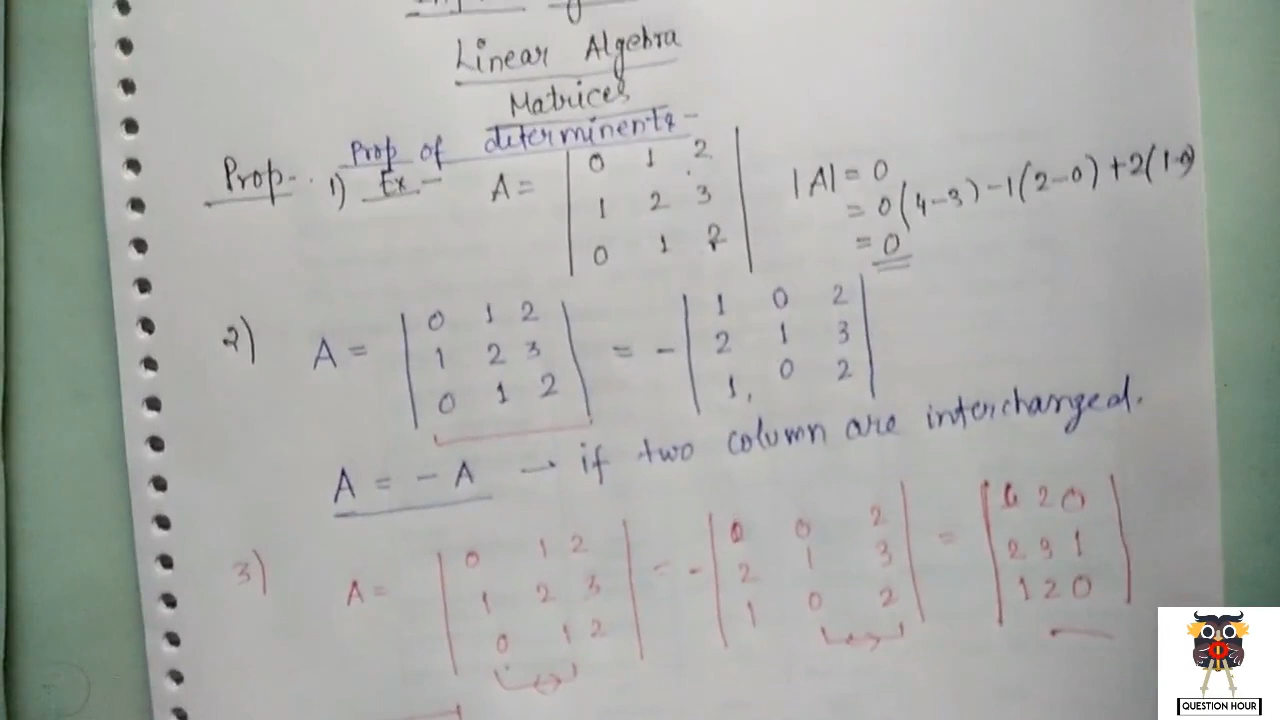 Linear Algebra
Matrices
Prop of determinents-
Prop-. 1) Ex - A = | 0 1 2 | |A| = 0
| 1 2 3 | = 0(4-3) -1(2-0) +2(1-0)
| 0 1 2 | = 0
2) A = | 0 1 2 | = - | 1 0 2 |
| 1 2 3 | | 2 1 3 |
| 0 1 2 | | 1, 0 2 |
A = - A → if two column are interchanged.
3) A = | 0 1 2 | = - | 0 2 | = | 2 0 |
| 1 2 3 | | 2 1 3 | | 2 3 1 |
| 0 1 2 | | 1 0 2 | | 1 2 0 |
QUESTION HOUR